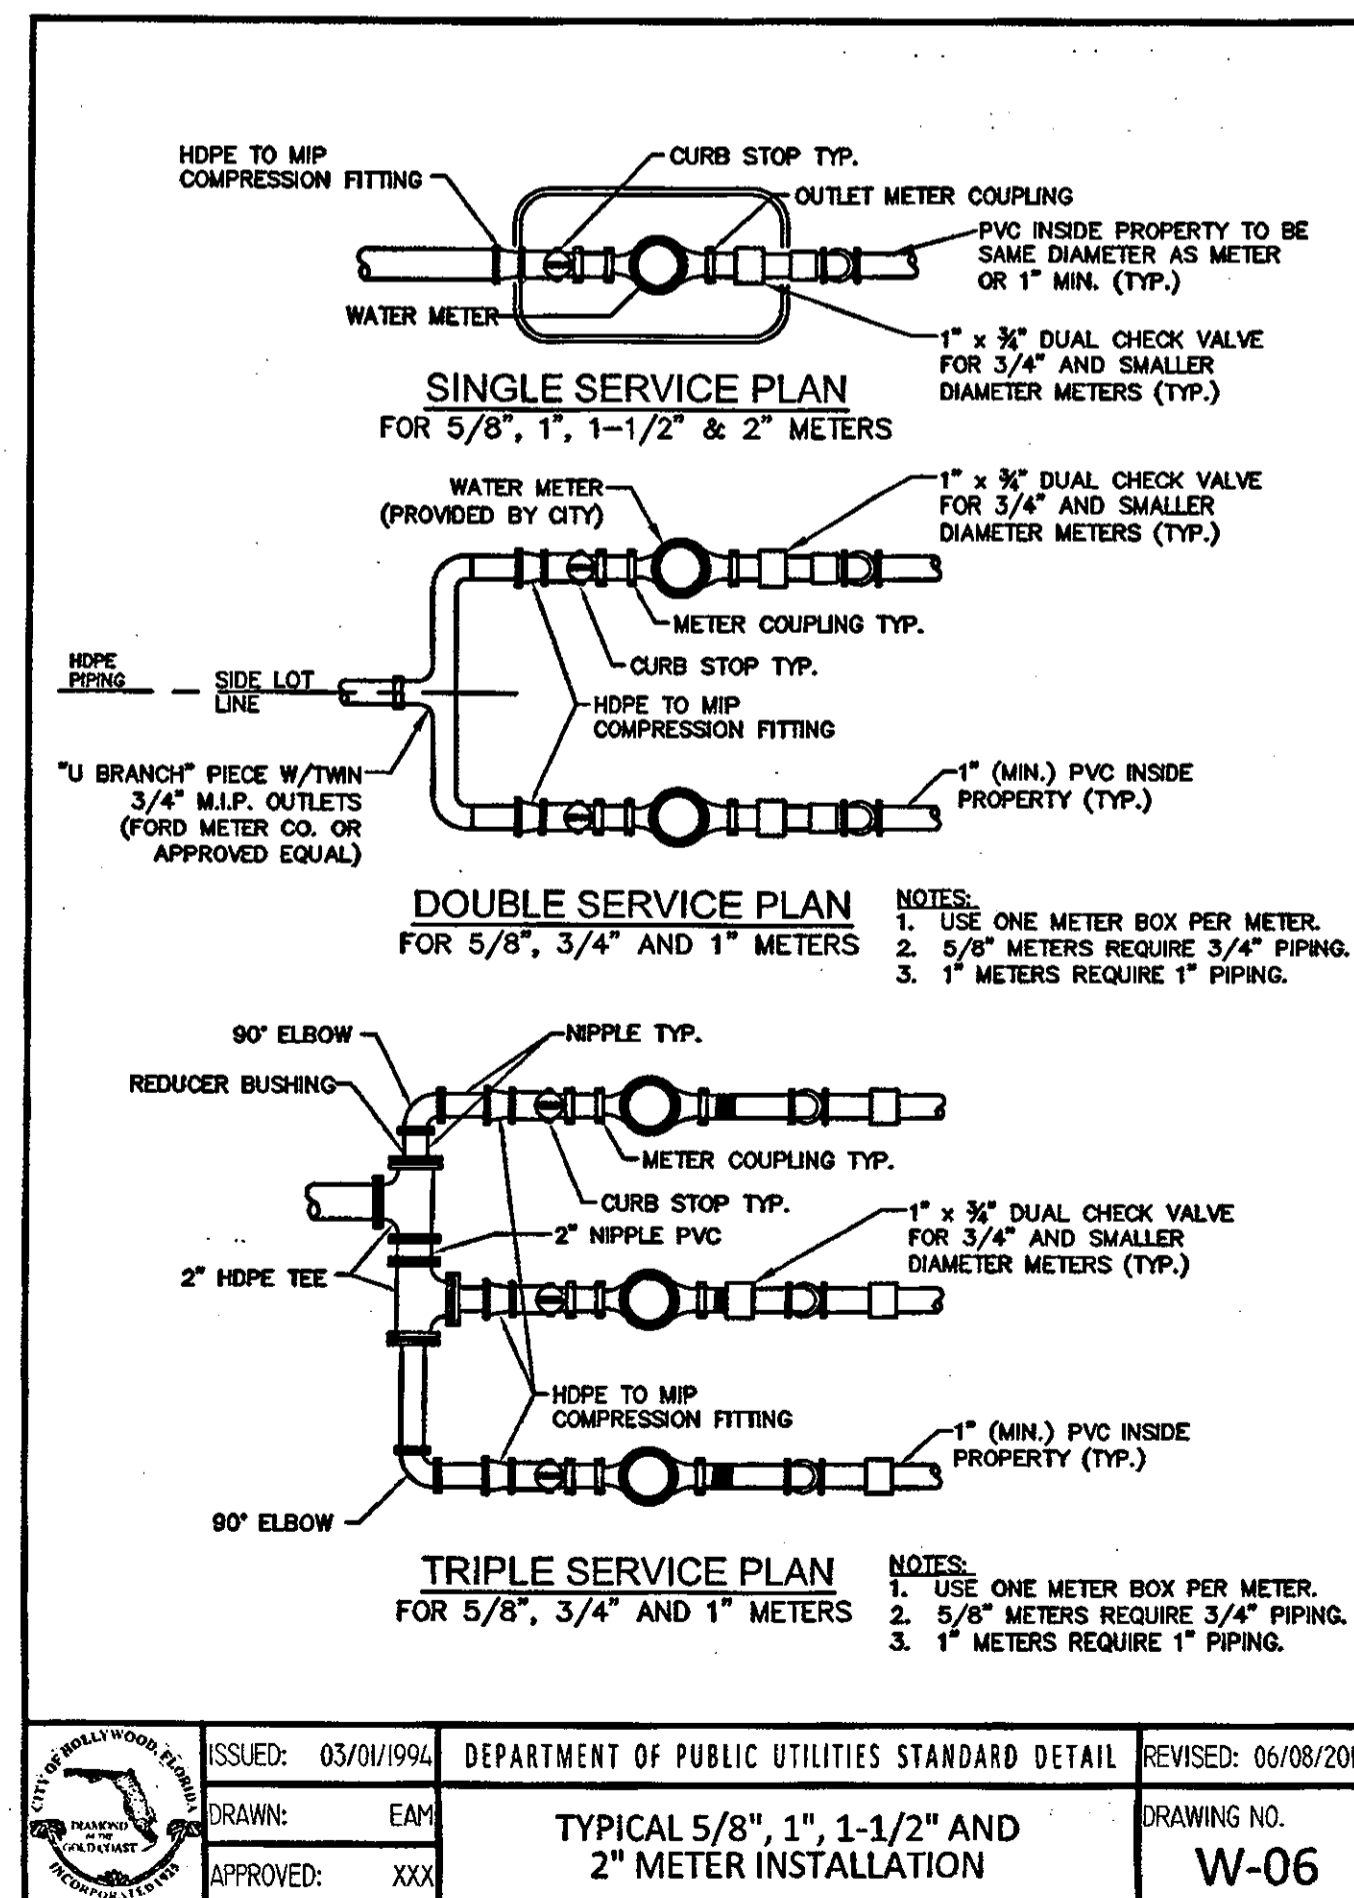 HDPE TO MIP
COMPRESSION FITTING
CURB STOP TYP.
OUTLET METER COUPLING
PVC INSIDE PROPERTY TO BE
SAME DIAMETER AS METER
OR 1" MIN. (TYP.)
WATER METER
1" x ¾" DUAL CHECK VALVE
FOR 3/4" AND SMALLER
DIAMETER METERS (TYP.)
SINGLE SERVICE PLAN
FOR 5/8", 1", 1-1/2" & 2" METERS
WATER METER
(PROVIDED BY CITY)
1" x ¾" DUAL CHECK VALVE
FOR 3/4" AND SMALLER
DIAMETER METERS (TYP.)
METER COUPLING TYP.
CURB STOP TYP.
HDPE
PIPING
SIDE LOT
LINE
HDPE TO MIP
COMPRESSION FITTING
"U BRANCH" PIECE W/TWIN
3/4" M.I.P. OUTLETS
(FORD METER CO. OR
APPROVED EQUAL)
1" (MIN.) PVC INSIDE
PROPERTY (TYP.)
DOUBLE SERVICE PLAN
FOR 5/8", 3/4" AND 1" METERS
NOTES:
1. USE ONE METER BOX PER METER.
2. 5/8" METERS REQUIRE 3/4" PIPING.
3. 1" METERS REQUIRE 1" PIPING.
90° ELBOW
NIPPLE TYP.
REDUCER BUSHING
METER COUPLING TYP.
CURB STOP TYP.
2" NIPPLE PVC
1" x ¾" DUAL CHECK VALVE
FOR 3/4" AND SMALLER
DIAMETER METERS (TYP.)
2" HDPE TEE
HDPE TO MIP
COMPRESSION FITTING
1" (MIN.) PVC INSIDE
PROPERTY (TYP.)
90° ELBOW
TRIPLE SERVICE PLAN
FOR 5/8", 3/4" AND 1" METERS
NOTES:
1. USE ONE METER BOX PER METER.
2. 5/8" METERS REQUIRE 3/4" PIPING.
3. 1" METERS REQUIRE 1" PIPING.
CITY OF HOLLYWOOD, FLORIDA
DIAMOND
OF THE
GOLD COAST
INCORPORATED 1925
ISSUED: 03/01/1994
DRAWN: EAM
APPROVED: XXX
DEPARTMENT OF PUBLIC UTILITIES STANDARD DETAIL
TYPICAL 5/8", 1", 1-1/2" AND
2" METER INSTALLATION
REVISED: 06/08/20
DRAWING NO.
W-06